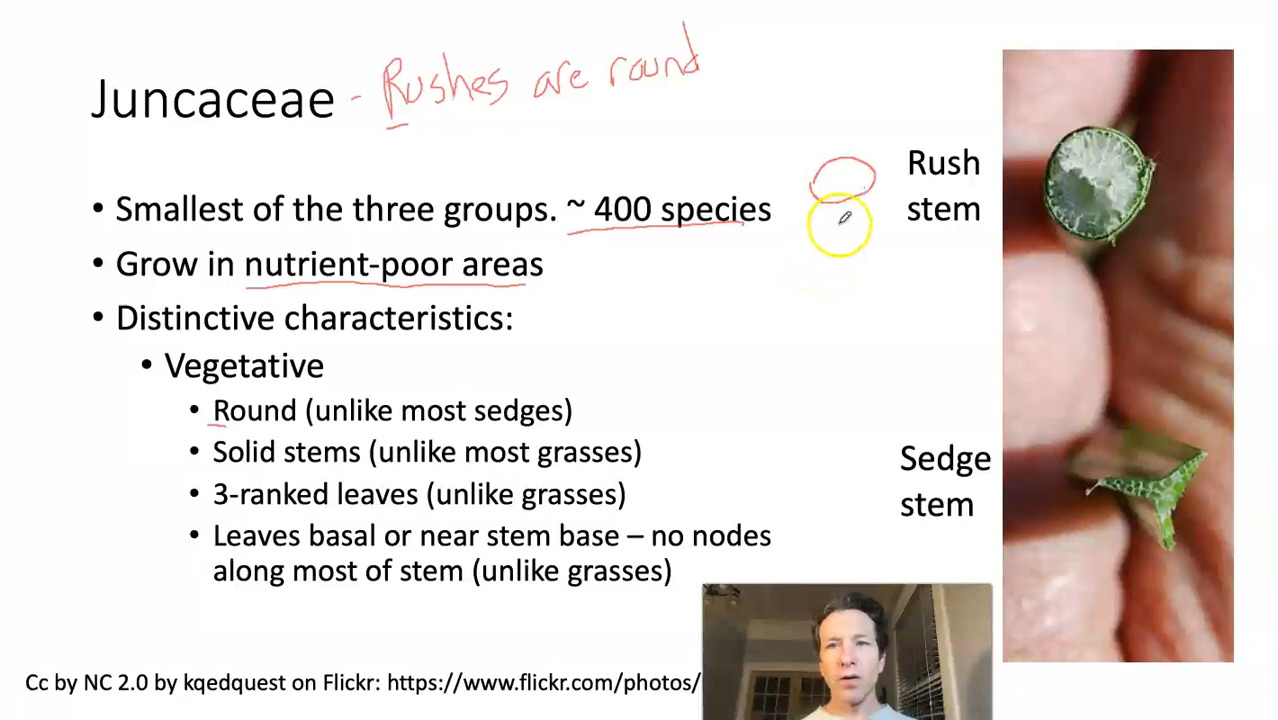 Juncaceae - Rushes are round
• Smallest of the three groups. ~ 400 species
• Grow in nutrient-poor areas
• Distinctive characteristics:
• Vegetative
• Round (unlike most sedges)
• Solid stems (unlike most grasses)
• 3-ranked leaves (unlike grasses)
• Leaves basal or near stem base – no nodes
along most of stem (unlike grasses)
Rush
stem
Sedge
stem
Cc by NC 2.0 by kqedquest on Flickr: https://www.flickr.com/photos/